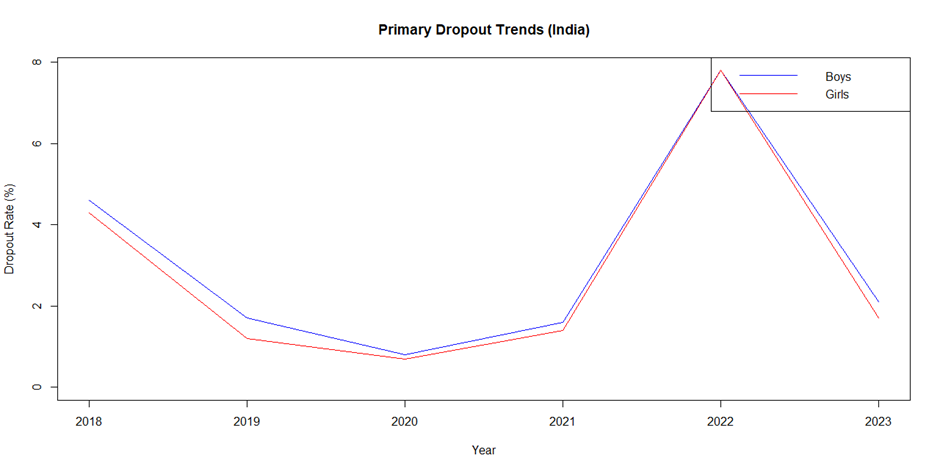 Primary Dropout Trends (India)
Boys
Girls
Dropout Rate (%)
8
6
4
2
0
2018 2019 2020 2021 2022 2023
Year